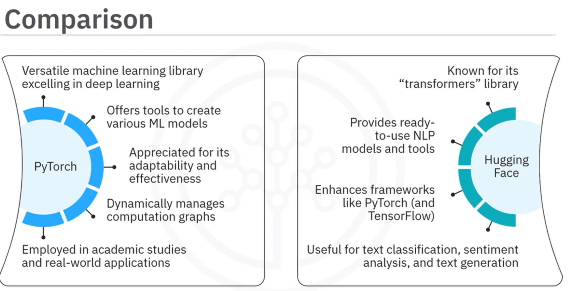 Comparison
Versatile machine learning library
excelling in deep learning
Offers tools to create
various ML models
PyTorch
Appreciated for its
adaptability and
effectiveness
Dynamically manages
computation graphs
Employed in academic studies
and real-world applications
Known for its
“transformers” library
Provides ready-
to-use NLP
models and tools
Hugging
Face
Enhances frameworks
like PyTorch (and
TensorFlow)
Useful for text classification, sentiment
analysis, and text generation